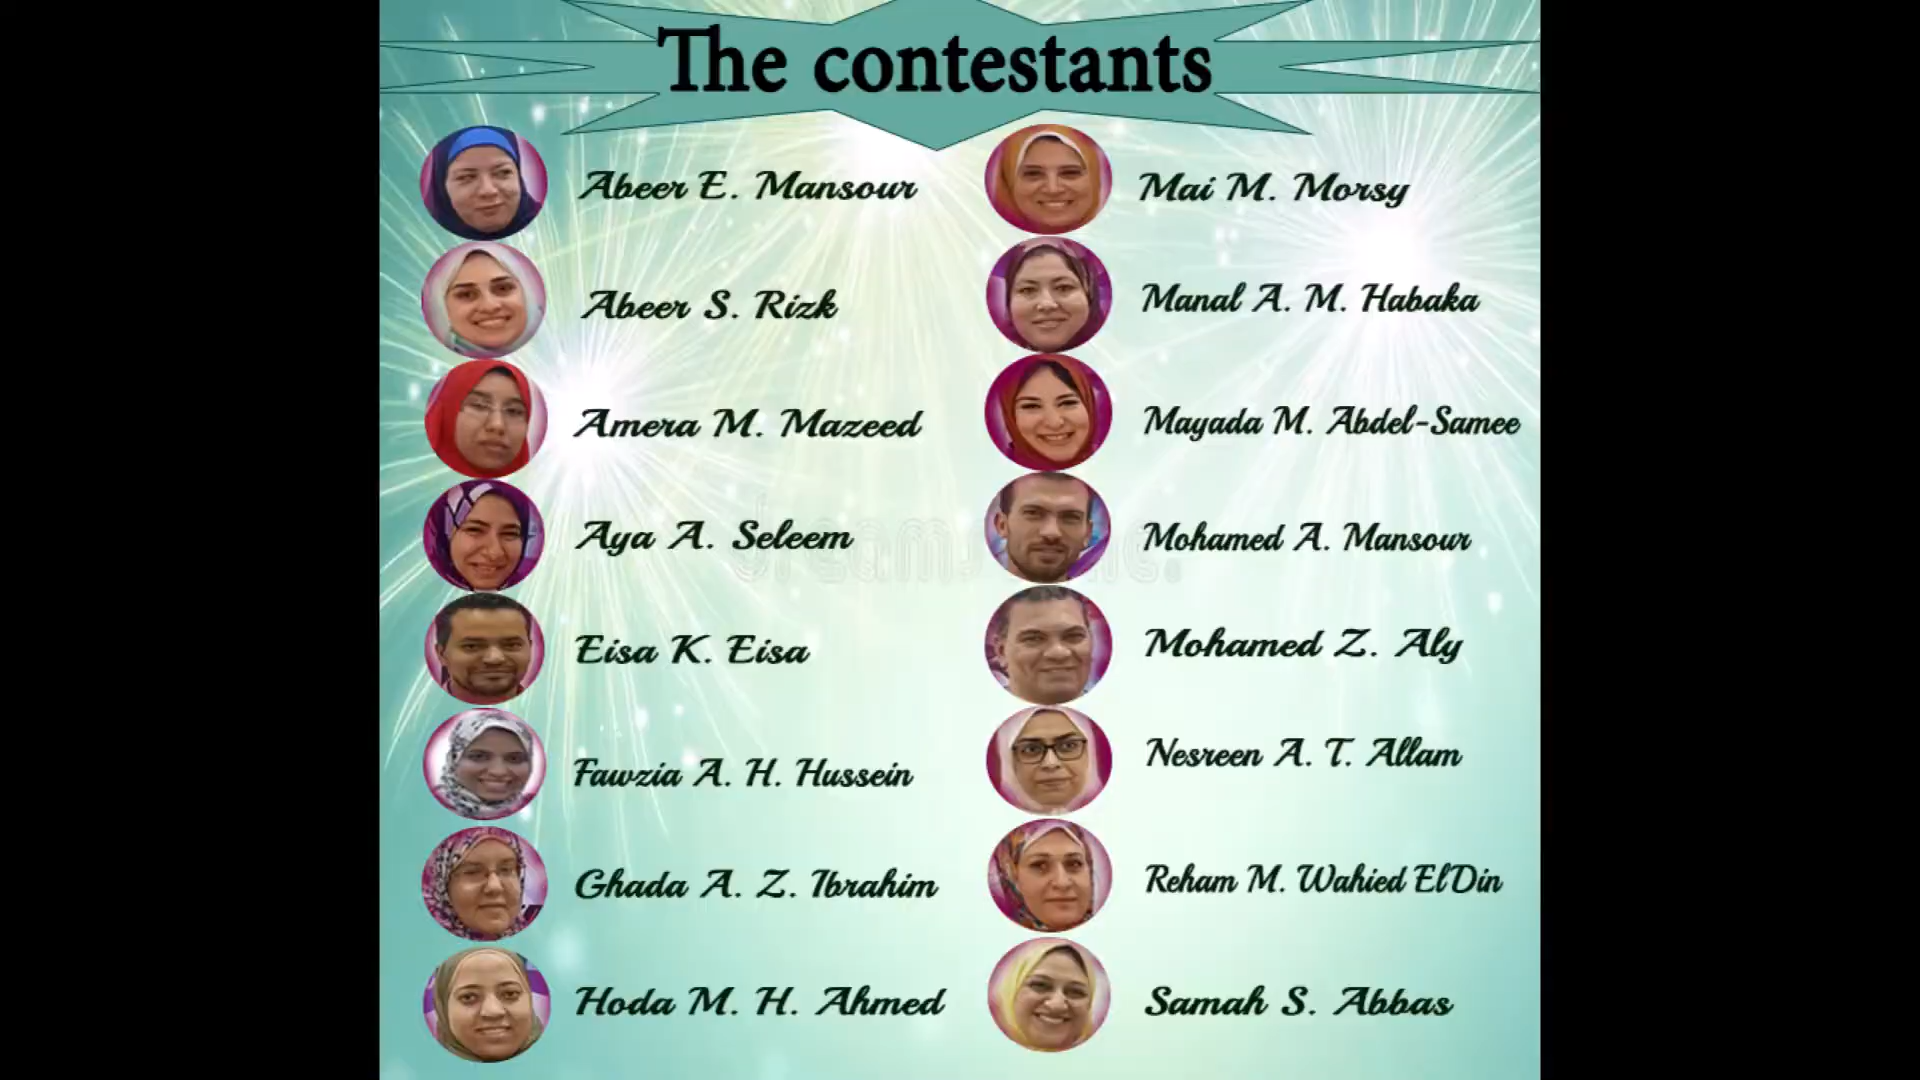 The contestants
Abeer E. Mansour
Abeer S. Rizk
Amera M. Mazeed
Aya A. Seleem
Eisa K. Eisa
Fawzia A. H. Hussein
Ghada A. Z. Ibrahim
Hoda M. H. Ahmed
Mai M. Morsy
Manal A. M. Habaka
Mayada M. Abdel-Samee
Mohamed A. Mansour
Mohamed Z. Aly
Nesreen A. T. Allam
Reham M. Wahied ElDin
Samah S. Abbas